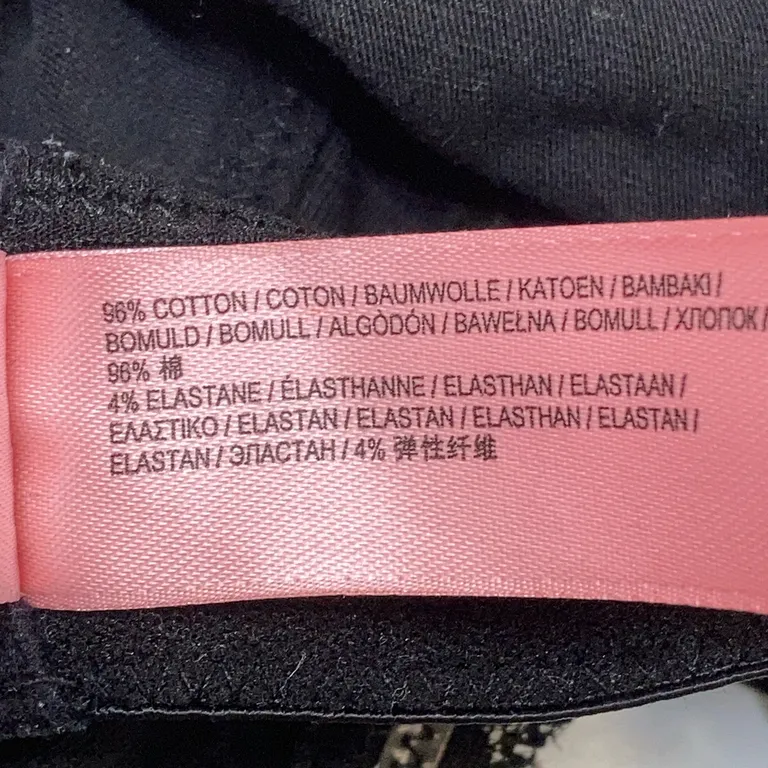 96% COTTON / COTON / BAUMWOLLE / KATOEN / BAMBAKI /
BOMULD / BOMULL / ALGÒDÓN / BAWEŁNA / BOMULL / ХЛОПОК /
96% 棉
4% ELASTANE / ÉLASTHANNE / ELASTHAN / ELASTAAN /
ΕΛΑΣΤΙΚΟ / ELASTAN / ELASTAN / ELASTHAN / ELASTAN /
ELASTAN / ЭЛАСТАН / 4% 弹性纤维